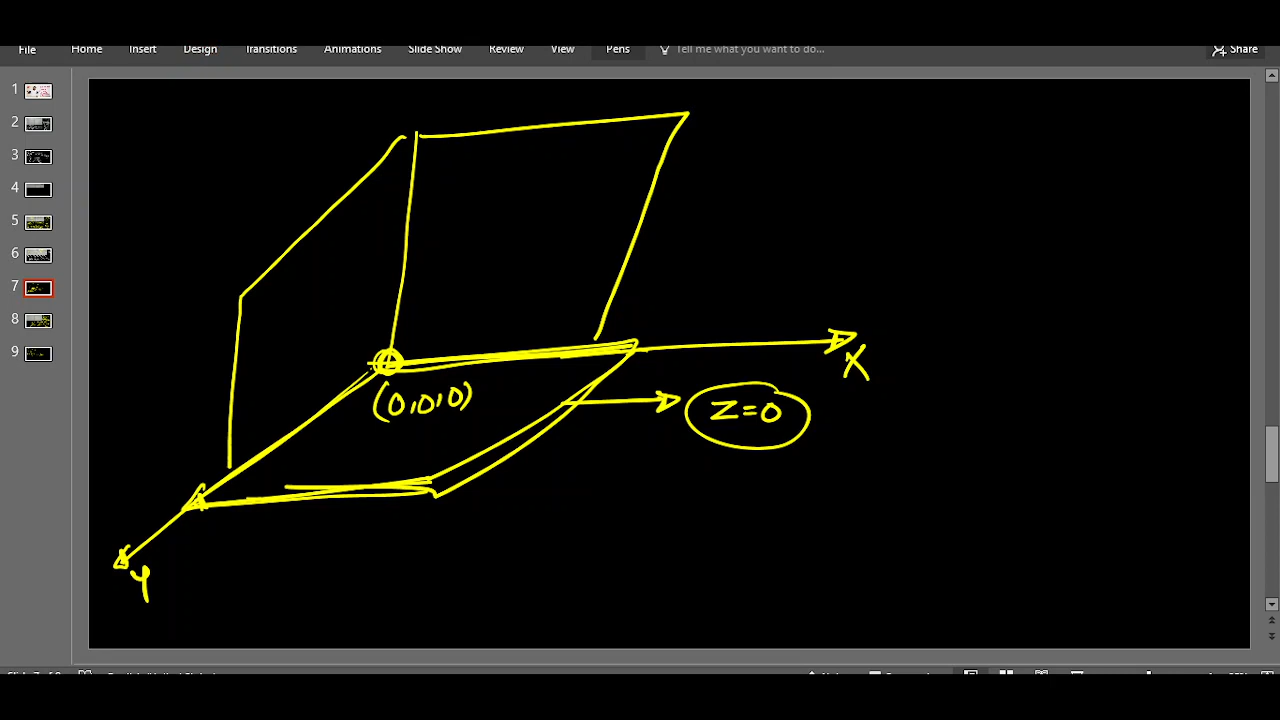 File Home Insert Design Transitions Animations Slide Show Review View Pens Tell me what you want to do... Share
1
2
3
4
5
6
7
8
9
X
(0,0,0)
Z=0
Y